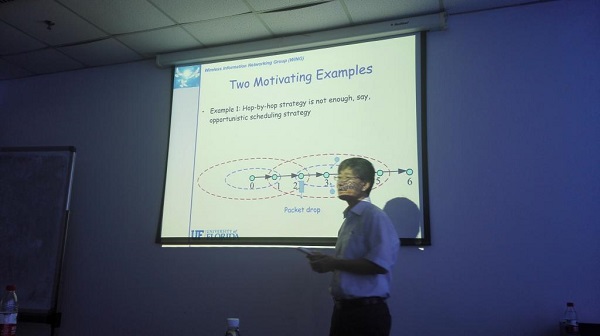 Wireless Information Networking Group (WING)
Two Motivating Examples
• Example 1: Hop-by-hop strategy is not enough, say,
opportunistic scheduling strategy
0 1 2 3 5 6
Packet drop
UF UNIVERSITY of
FLORIDA